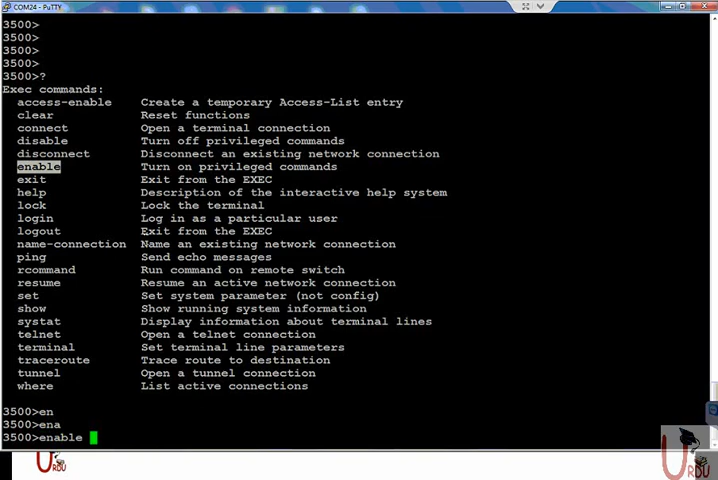 COM24 - PuTTY
3500>
3500>
3500>
3500>
3500>?
Exec commands:
access-enable Create a temporary Access-List entry
clear Reset functions
connect Open a terminal connection
disable Turn off privileged commands
disconnect Disconnect an existing network connection
enable Turn on privileged commands
exit Exit from the EXEC
help Description of the interactive help system
lock Lock the terminal
login Log in as a particular user
logout Exit from the EXEC
name-connection Name an existing network connection
ping Send echo messages
rcommand Run command on remote switch
resume Resume an active network connection
set Set system parameter (not config)
show Show running system information
systat Display information about terminal lines
telnet Open a telnet connection
terminal Set terminal line parameters
traceroute Trace route to destination
tunnel Open a tunnel connection
where List active connections
3500>en
3500>ena
3500>enable
URDU
URDU